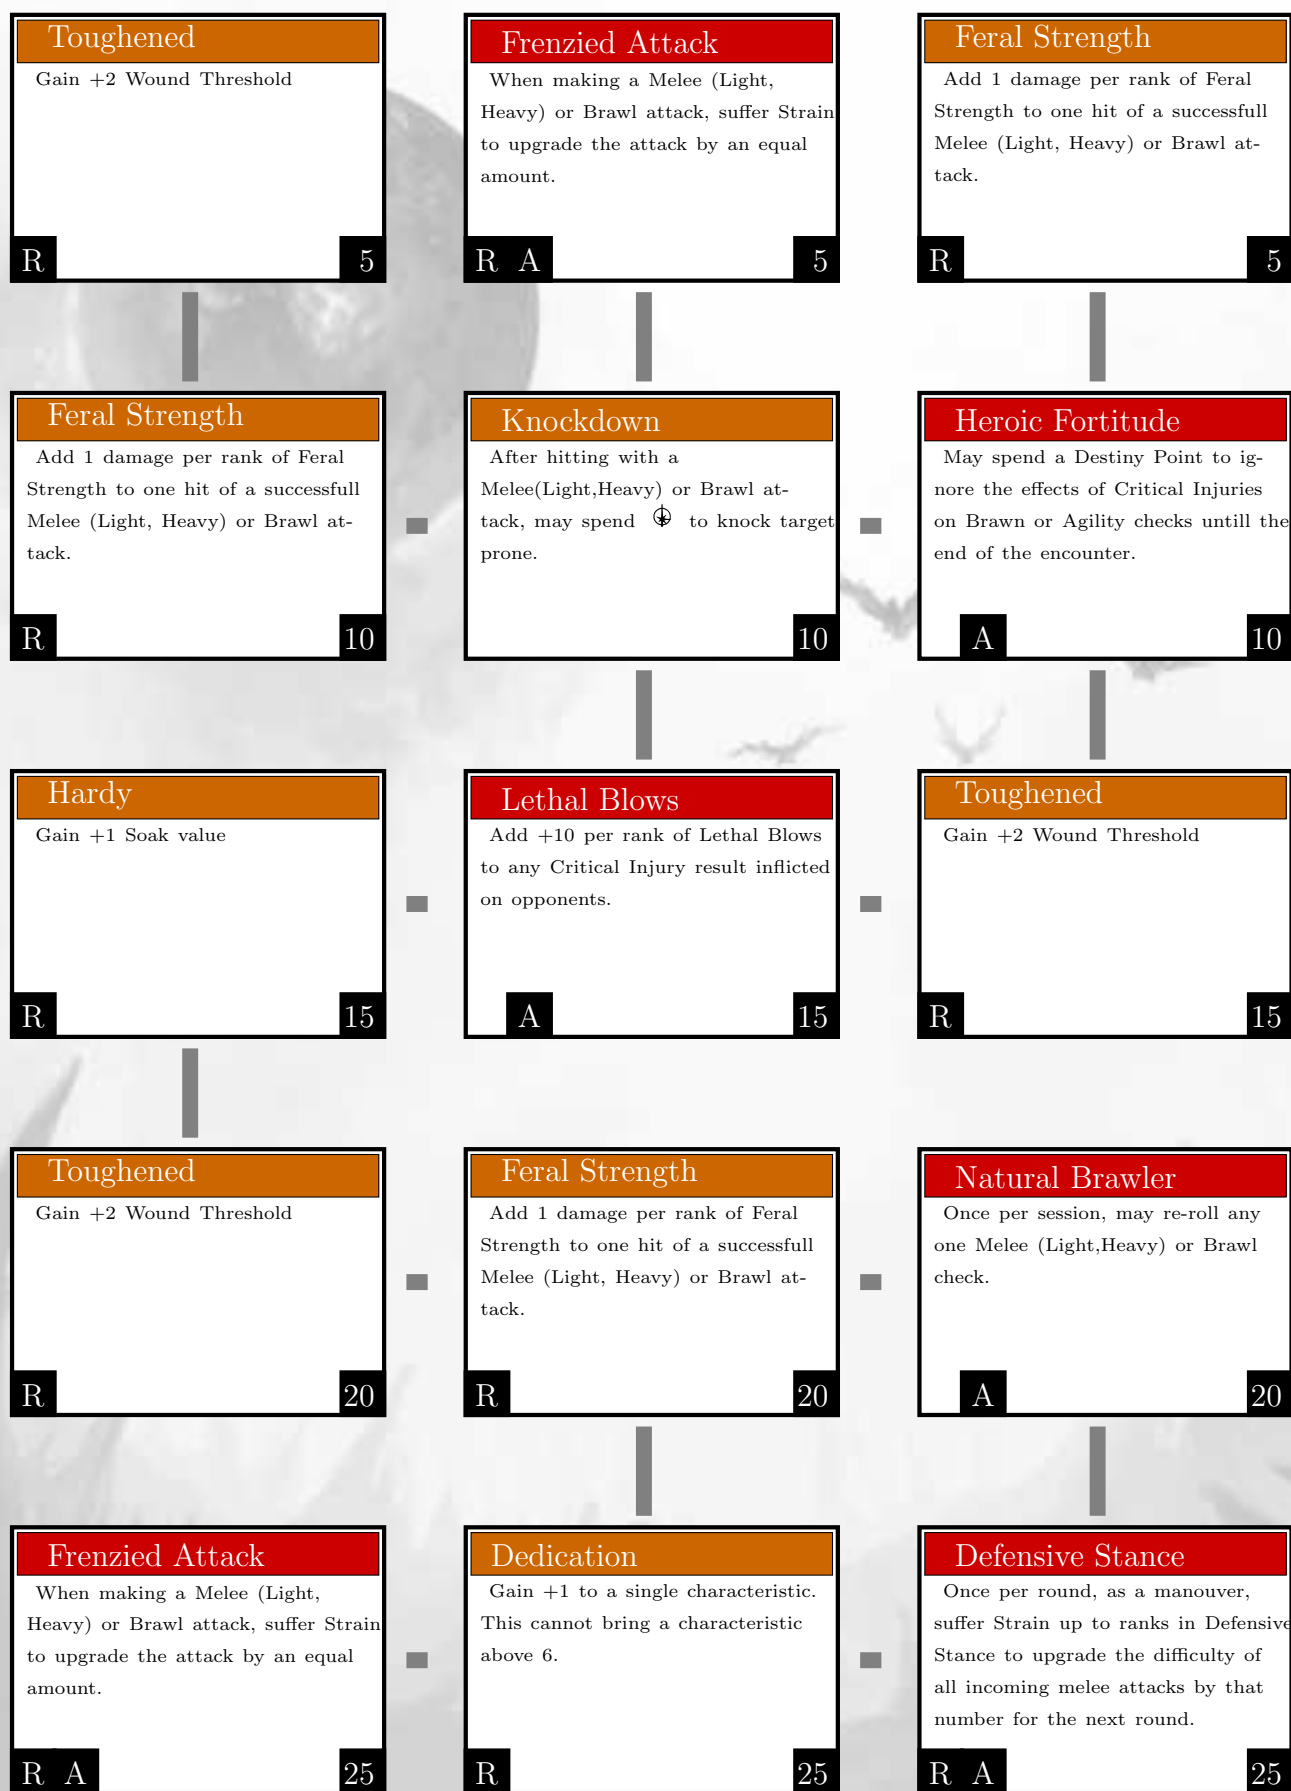 Toughened
Gain +2 Wound Threshold
R
5
Frenzied Attack
When making a Melee (Light,
Heavy) or Brawl attack, suffer Strain
to upgrade the attack by an equal
amount.
R A
5
Feral Strength
Add 1 damage per rank of Feral
Strength to one hit of a successfull
Melee (Light, Heavy) or Brawl at-
tack.
R
5
Feral Strength
Add 1 damage per rank of Feral
Strength to one hit of a successfull
Melee (Light, Heavy) or Brawl at-
tack.
R
10
Knockdown
After hitting with a
Melee(Light,Heavy) or Brawl at-
tack, may spend to knock target
prone.
10
Heroic Fortitude
May spend a Destiny Point to ig-
nore the effects of Critical Injuries
on Brawn or Agility checks untill the
end of the encounter.
A
10
Hardy
Gain +1 Soak value
R
15
Lethal Blows
Add +10 per rank of Lethal Blows
to any Critical Injury result inflicted
on opponents.
A
15
Toughened
Gain +2 Wound Threshold
R
15
Toughened
Gain +2 Wound Threshold
R
20
Feral Strength
Add 1 damage per rank of Feral
Strength to one hit of a successfull
Melee (Light, Heavy) or Brawl at-
tack.
R
20
Natural Brawler
Once per session, may re-roll any
one Melee (Light,Heavy) or Brawl
check.
A
20
Frenzied Attack
When making a Melee (Light,
Heavy) or Brawl attack, suffer Strain
to upgrade the attack by an equal
amount.
R A
25
Dedication
Gain +1 to a single characteristic.
This cannot bring a characteristic
above 6.
R
25
Defensive Stance
Once per round, as a manouver,
suffer Strain up to ranks in Defensive
Stance to upgrade the difficulty of
all incoming melee attacks by that
number for the next round.
R A
25